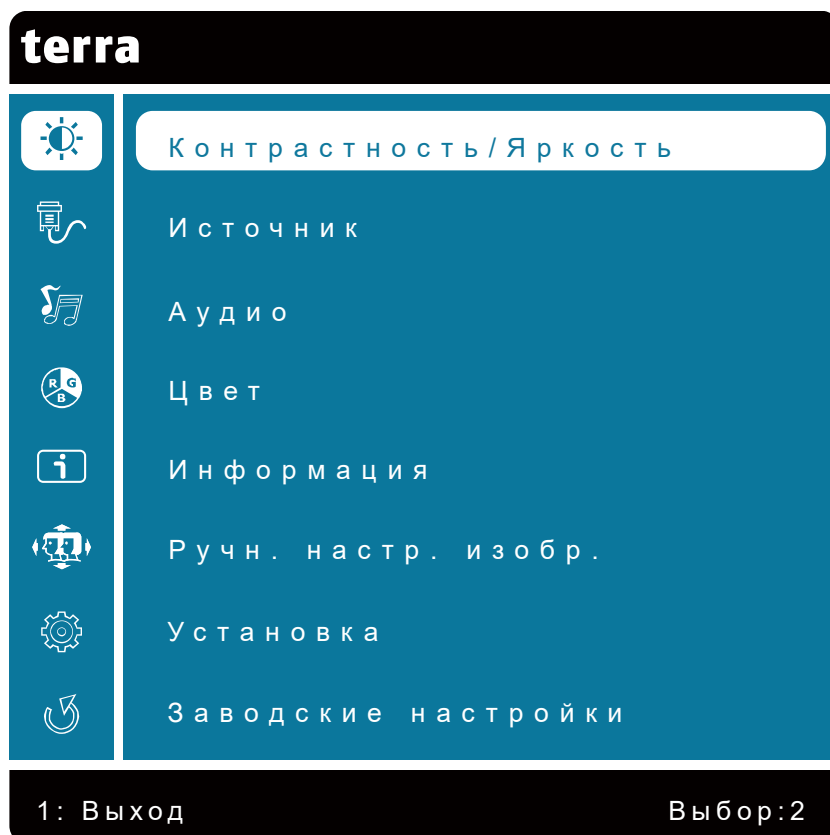 terra
Контрастность/Яркость
Источник
Аудио
R G
B
Цвет
i
Информация
Ручн. настр. изобр.
Установка
Заводские настройки
1: Выход
Выбор:2